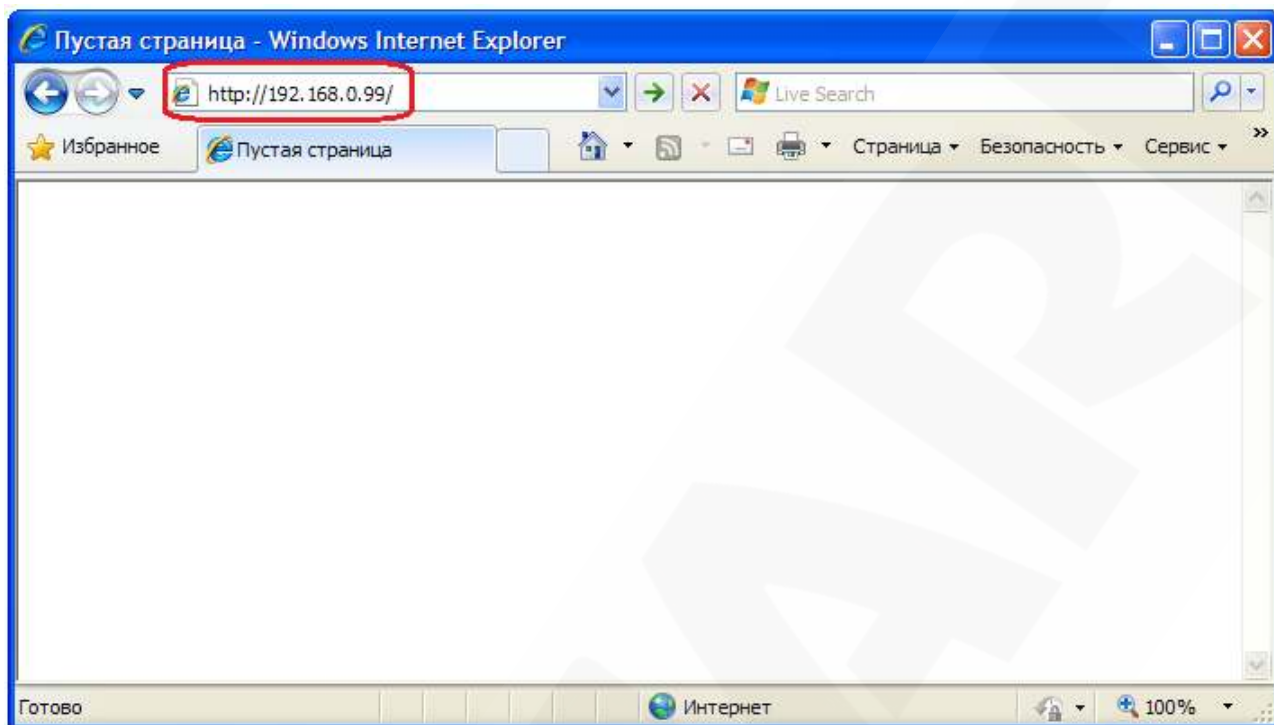 Пустая страница - Windows Internet Explorer
http://192.168.0.99/
Live Search
Избранное
Пустая страница
Страница
Безопасность
Сервис
»
Готово
Интернет
100%